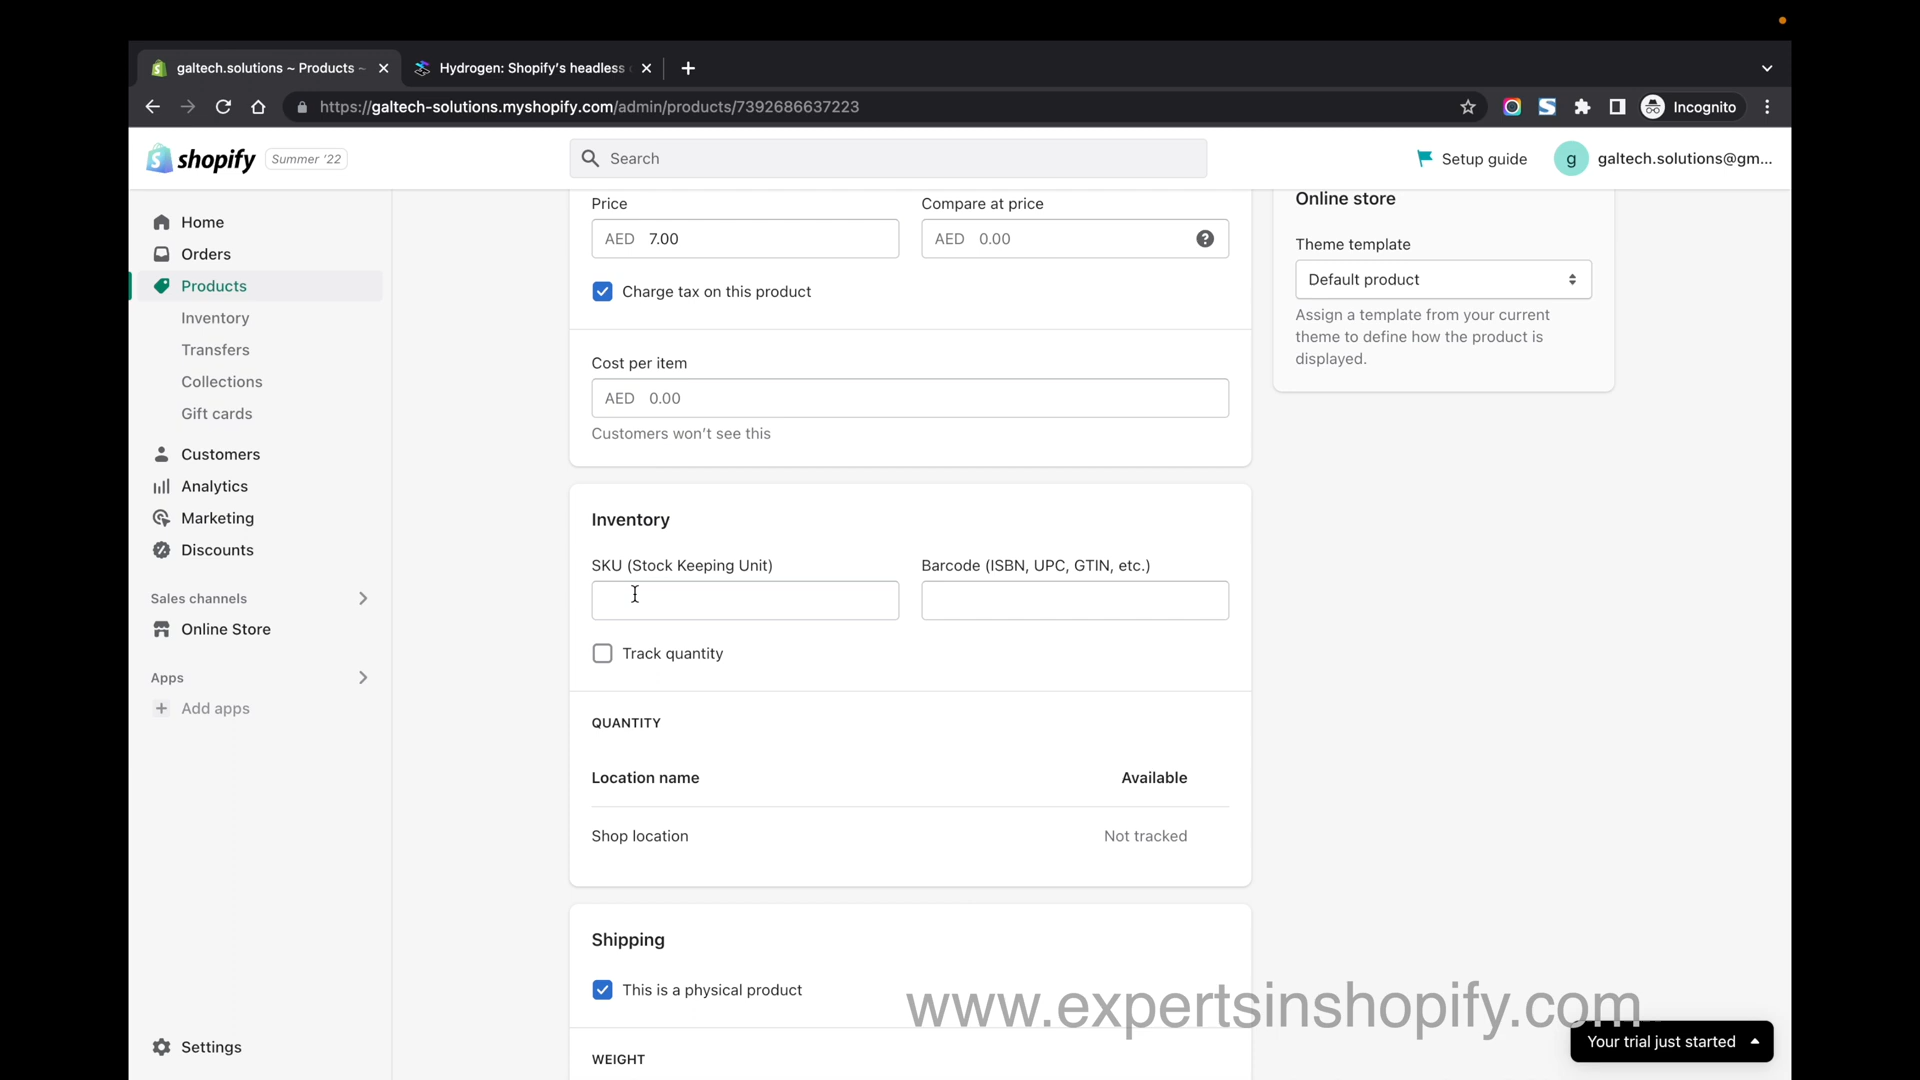 galtech.solutions ~ Products ~
Hydrogen: Shopify's headless
https://galtech-solutions.myshopify.com/admin/products/7392686637223
Incognito
shopify
Summer '22
Search
Setup guide
g
galtech.solutions@gm...
Home
Orders
Products
Inventory
Transfers
Collections
Gift cards
Customers
Analytics
Marketing
Discounts
Sales channels
Online Store
Apps
Add apps
Settings
Price
Compare at price
AED 7.00
AED 0.00
Charge tax on this product
Cost per item
AED 0.00
Customers won't see this
Inventory
SKU (Stock Keeping Unit)
Barcode (ISBN, UPC, GTIN, etc.)
Track quantity
QUANTITY
Location name
Available
Shop location
Not tracked
Shipping
This is a physical product
WEIGHT
Online store
Theme template
Default product
Assign a template from your current
theme to define how the product is
displayed.
www.expertsinshopify.com
Your trial just started